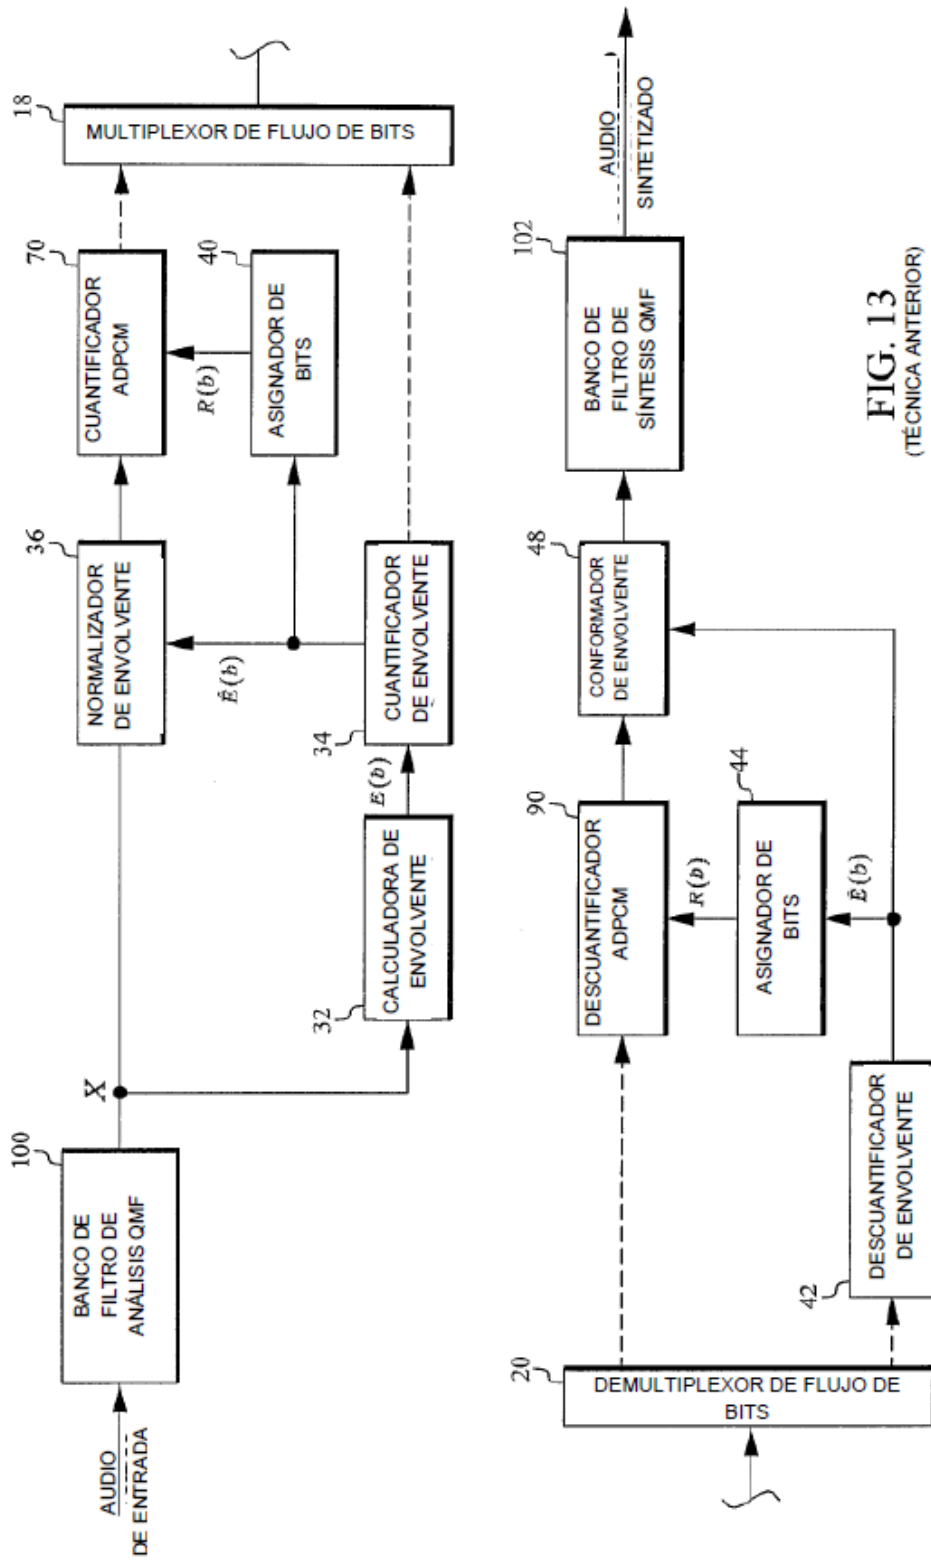 AUDIO
DE ENTRADA
100
BANCO DE
FILTRO DE
ANÁLISIS QMF
X
32
CALCULADORA DE
ENVOLVENTE
E(b)
34
CUANTIFICADOR
DE ENVOLVENTE
Ê(b)
36
NORMALIZADOR
DE ENVOLVENTE
70
CUANTIFICADOR
ADPCM
R(b)
40
ASIGNADOR DE
BITS
18
MULTIPLEXOR DE FLUJO DE BITS
20
DEMULTIPLEXOR DE FLUJO DE
BITS
42
DESCUANTIFICADOR
DE ENVOLVENTE
Ê(b)
44
ASIGNADOR DE
BITS
R(b)
90
DESCUANTIFICADOR
ADPCM
48
CONFORMADOR
DE ENVOLVENTE
102
BANCO DE
FILTRO DE
SÍNTESIS QMF
AUDIO
SINTETIZADO
FIG. 13
(TÉCNICA ANTERIOR)